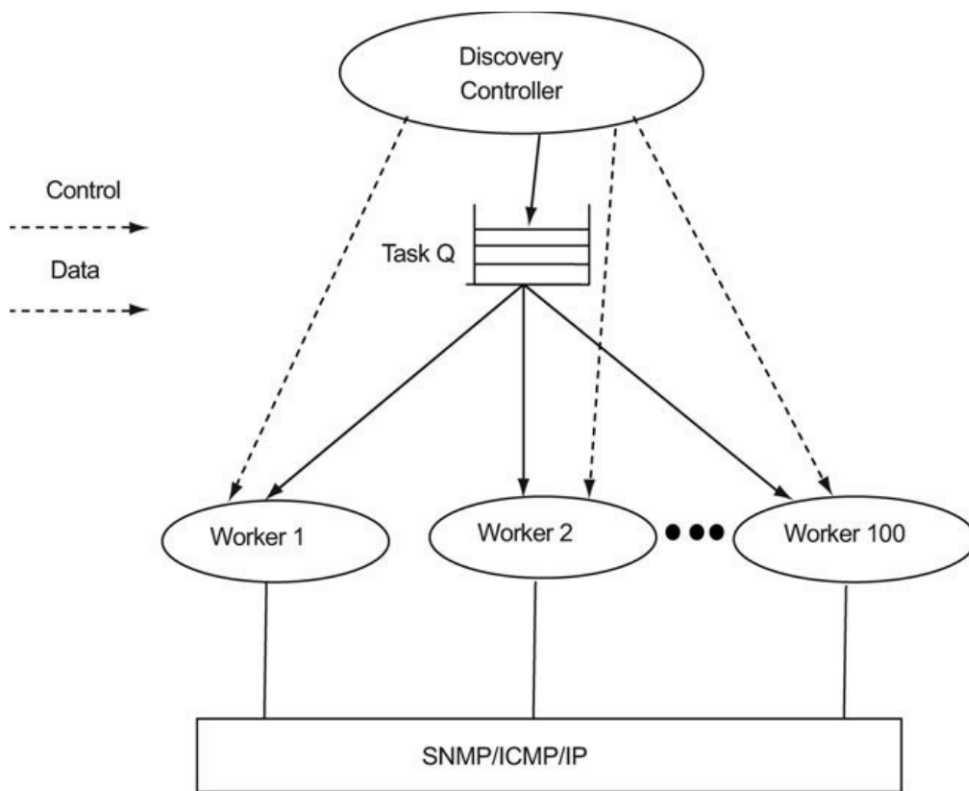 Discovery
Controller
Control
Task Q
Data
Worker 1
Worker 2
Worker 100
SNMP/ICMP/IP